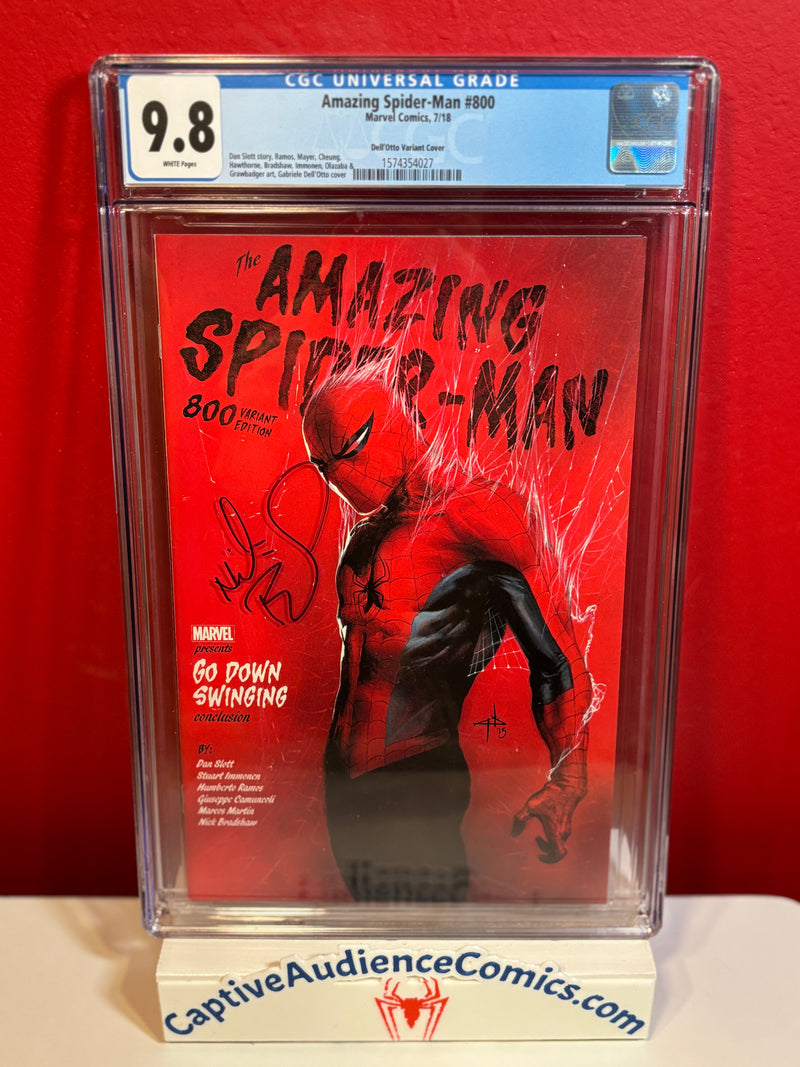 CGC UNIVERSAL GRADE
9.8
WHITE Pages
Amazing Spider-Man #800
Marvel Comics, 7/18
Dell'Otto Variant Cover
Dan Slott story, Ramos, Mayer, Cheung,
Hawthorne, Bradshaw, Immonen, Olazaba &
Grawbadger art, Gabriele Dell'Otto cover
1574354027
The AMAZING
SPIDER-MAN
800 VARIANT
EDITION
MARVEL
presents
GO DOWN
SWINGING
conclusion
BY:
Dan Slott
Stuart Immonen
Humberto Ramos
Giuseppe Camuncoli
Marcos Martin
Nick Bradshaw
'15
CaptiveAudienceComics.com